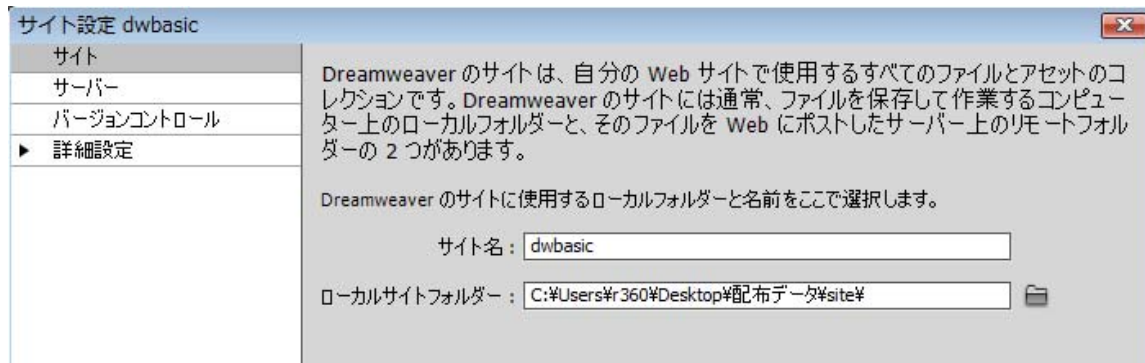 サイト設定 dwbasic
サイト
サーバー
バージョンコントロール
詳細設定
Dreamweaver のサイトは、自分の Web サイトで使用するすべてのファイルとアセットのコ
レクションです。Dreamweaver のサイトには通常、ファイルを保存して作業するコンピュー
ター上のローカルフォルダーと、そのファイルを Web にポストしたサーバー上のリモートフォル
ダーの 2 つがあります。
Dreamweaver のサイトに使用するローカルフォルダーと名前をここで選択します。
サイト名 : dwbasic
ローカルサイトフォルダー : C:¥Users¥r360¥Desktop¥配布データ¥site¥